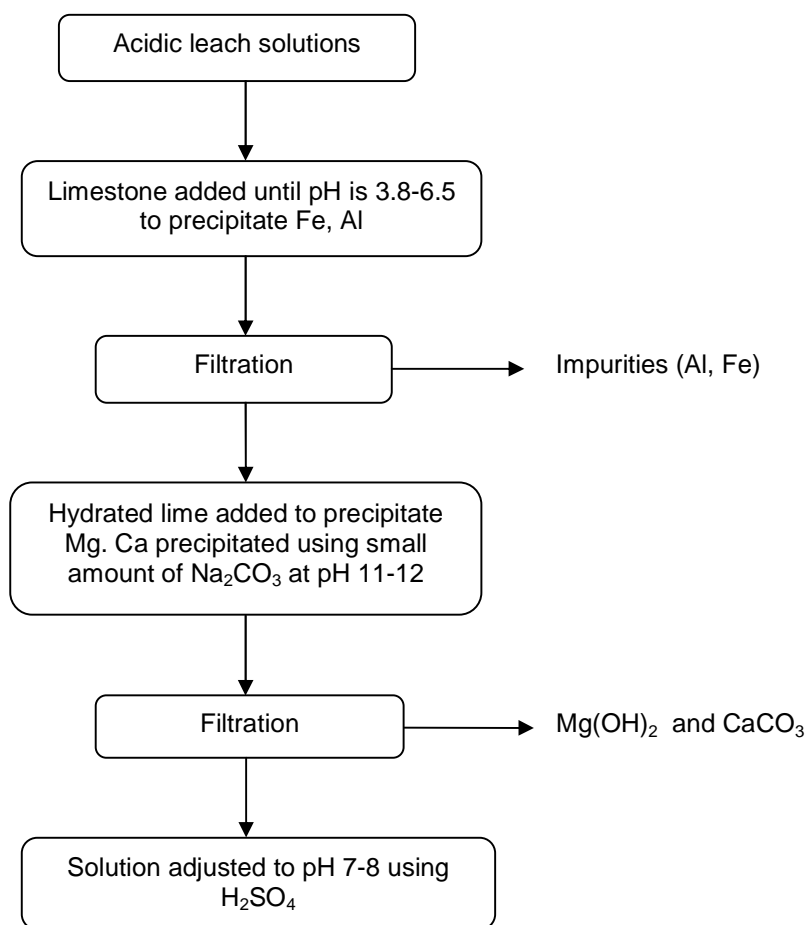 Acidic leach solutions
Limestone added until pH is 3.8-6.5
to precipitate Fe, Al
Filtration
Impurities (Al, Fe)
Hydrated lime added to precipitate
Mg. Ca precipitated using small
amount of Na₂CO₃ at pH 11-12
Filtration
Mg(OH)₂ and CaCO₃
Solution adjusted to pH 7-8 using
H₂SO₄